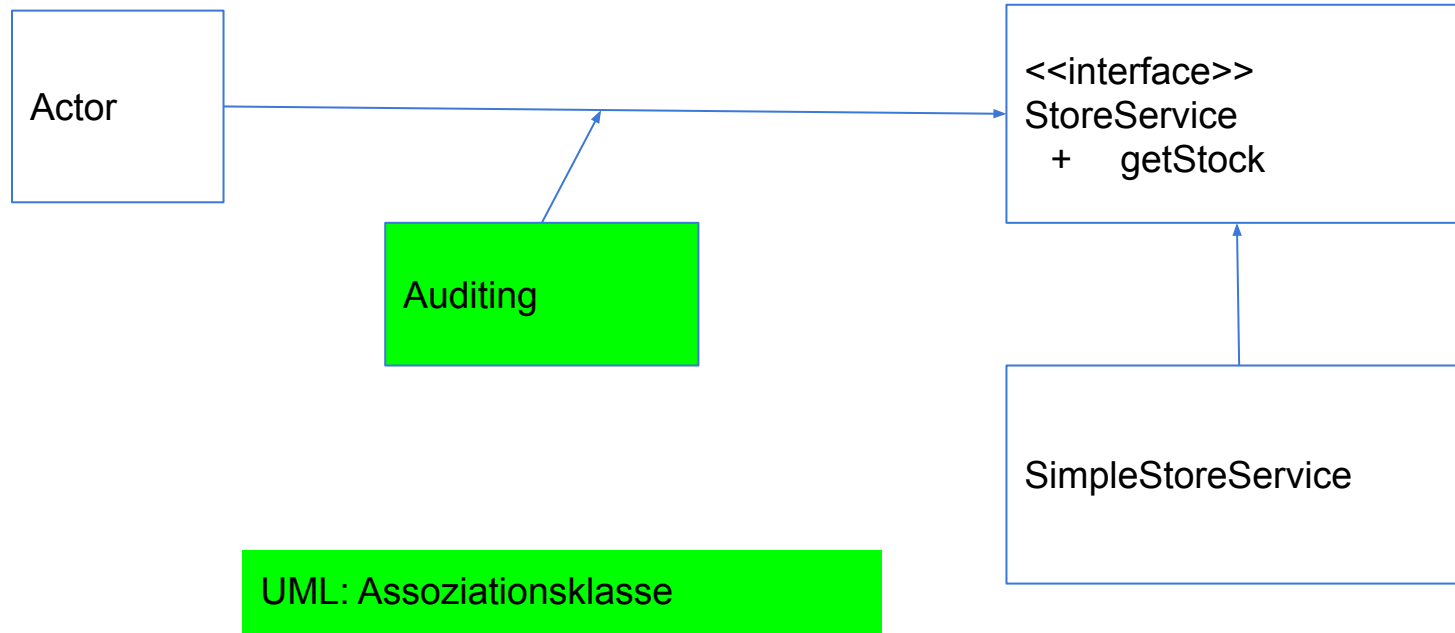 Actor
<<interface>>
StoreService
+ getStock
Auditing
SimpleStoreService
UML: Assoziationsklasse